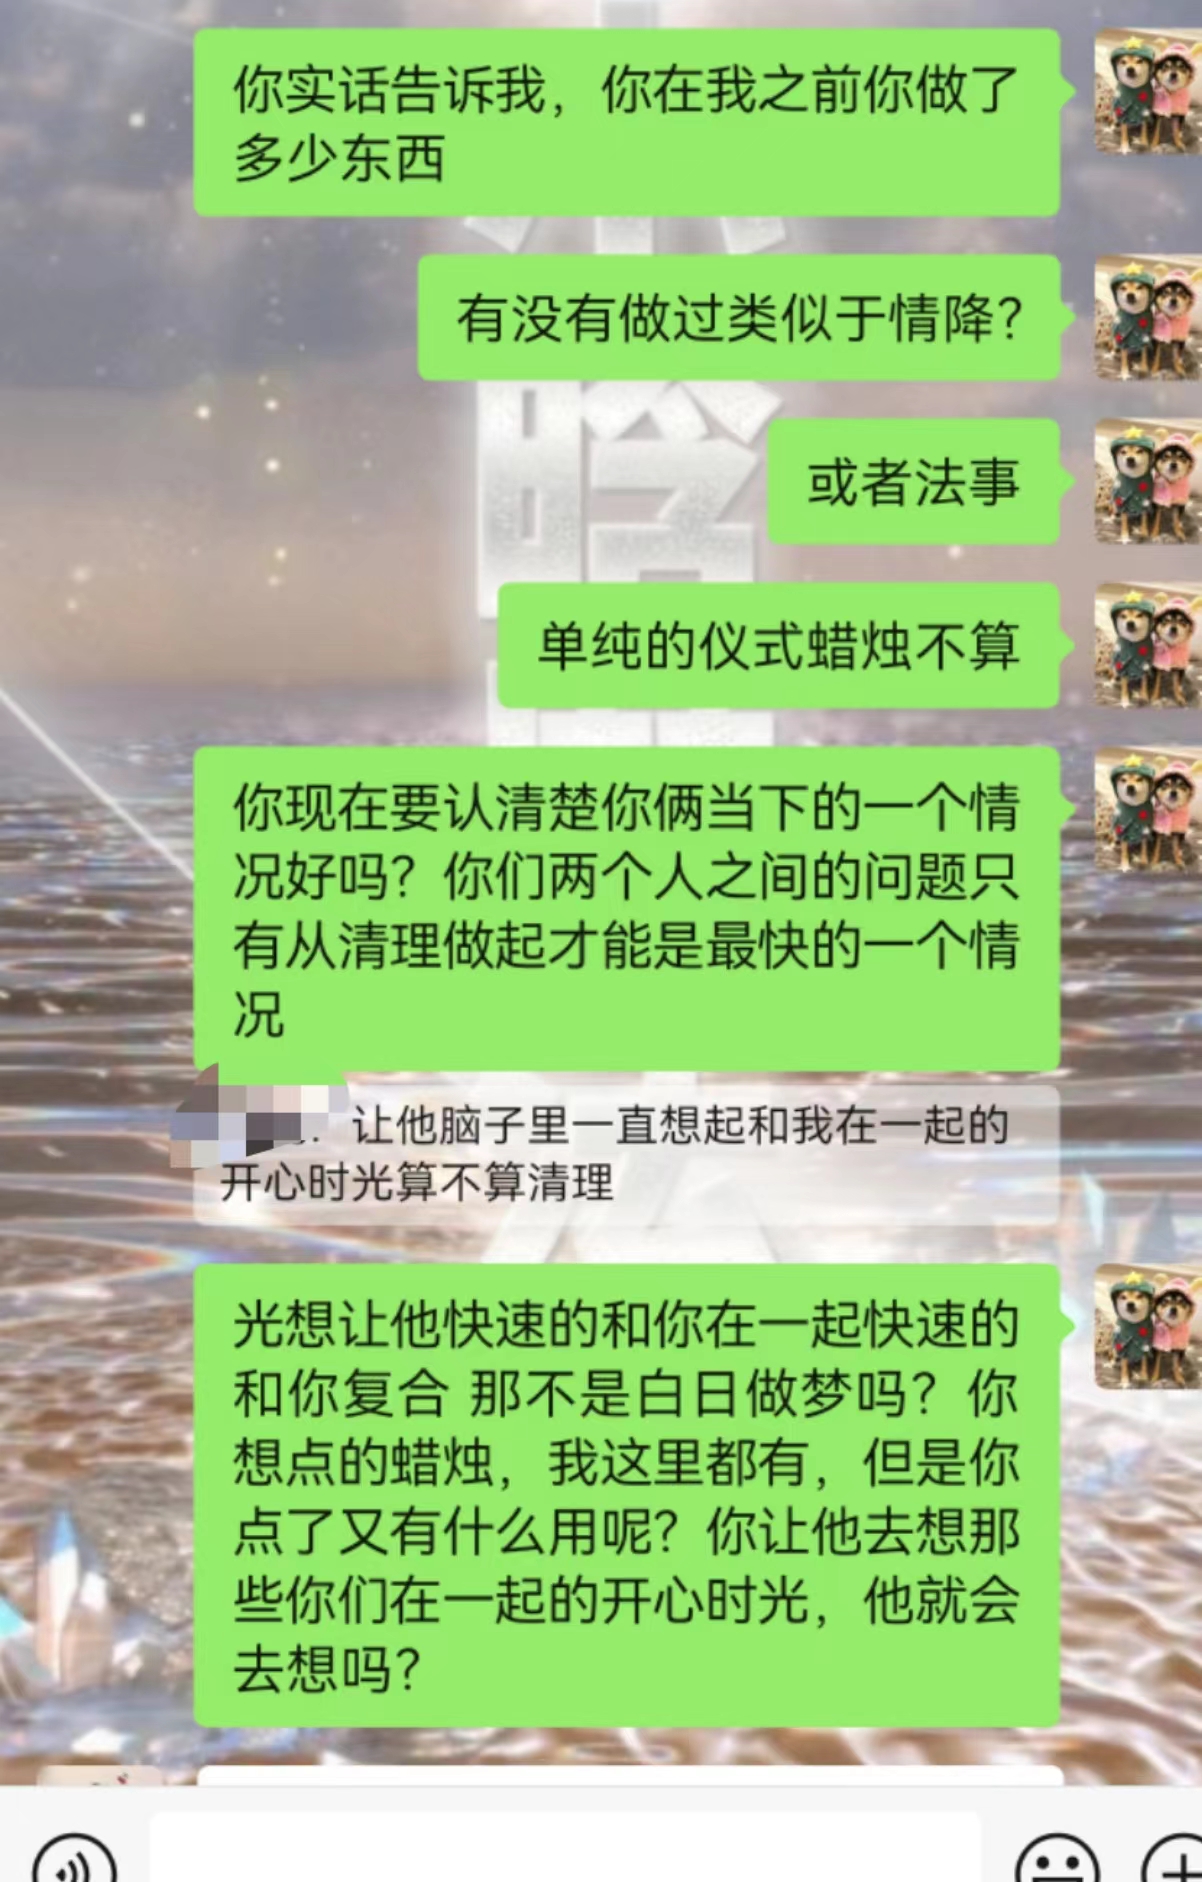 你实话告诉我，你在我之前你做了
多少东西
有没有做过类似于情降？
或者法事
单纯的仪式蜡烛不算
你现在要认清楚你俩当下的一个情
况好吗？你们两个人之间的问题只
有从清理做起才能是最快的一个情
况
：让他脑子里一直想起和我在一起的
开心时光算不算清理
光想让他快速的和你在一起快速的
和你复合 那不是白日做梦吗？你
想点的蜡烛，我这里都有，但是你
点了又有什么用呢？你让他去想那
些你们在一起的开心时光，他就会
去想吗？